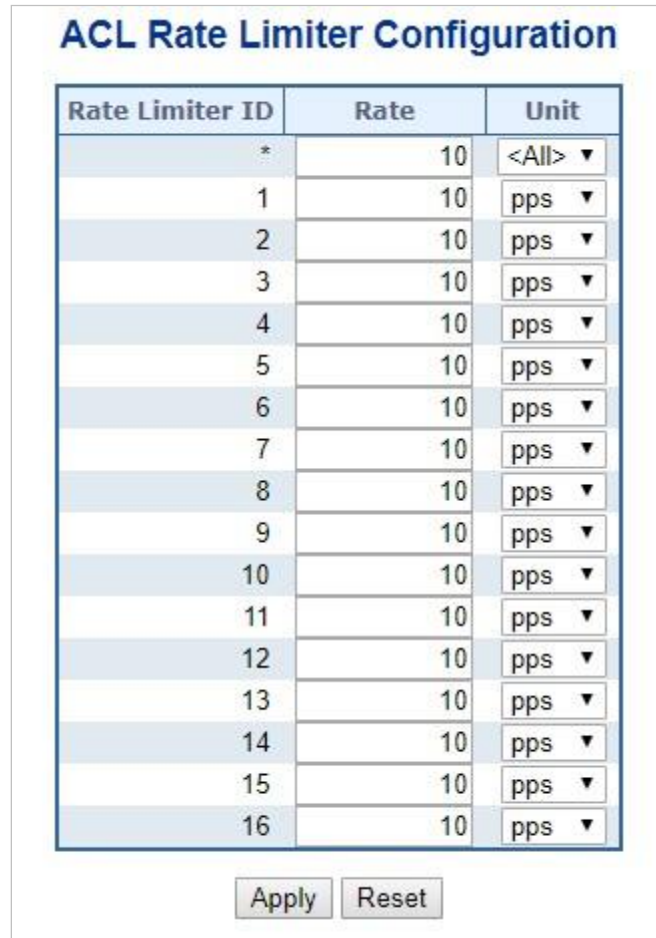 ACL Rate Limiter Configuration
Rate Limiter ID Rate Unit
* 10 <All>
1 10 pps
2 10 pps
3 10 pps
4 10 pps
5 10 pps
6 10 pps
7 10 pps
8 10 pps
9 10 pps
10 10 pps
11 10 pps
12 10 pps
13 10 pps
14 10 pps
15 10 pps
16 10 pps
Apply Reset